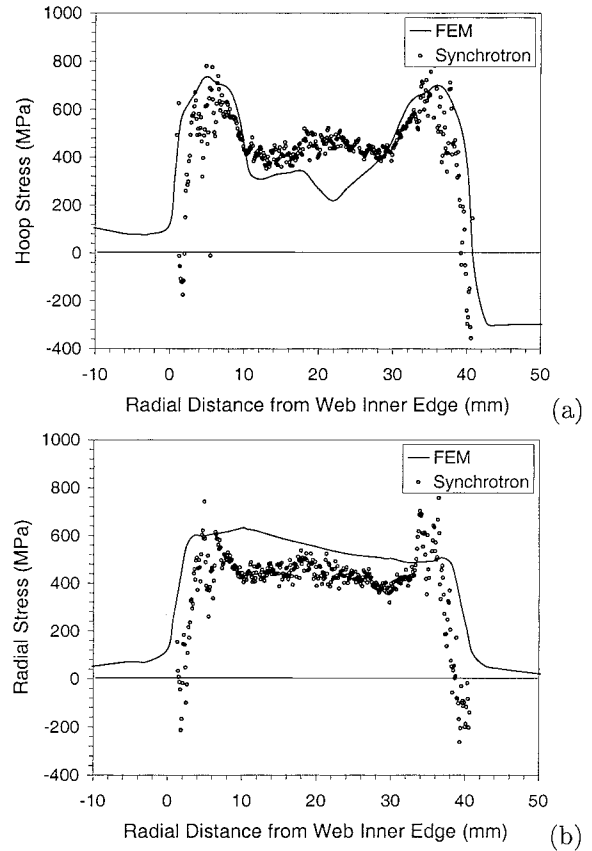 1000
800
600
400
200
0
-200
-400
Hoop Stress (MPa)
FEM
Synchrotron
-10 0 10 20 30 40 50
Radial Distance from Web Inner Edge (mm)
(a)
1000
800
600
400
200
0
-200
-400
Radial Stress (MPa)
FEM
Synchrotron
-10 0 10 20 30 40 50
Radial Distance from Web Inner Edge (mm)
(b)